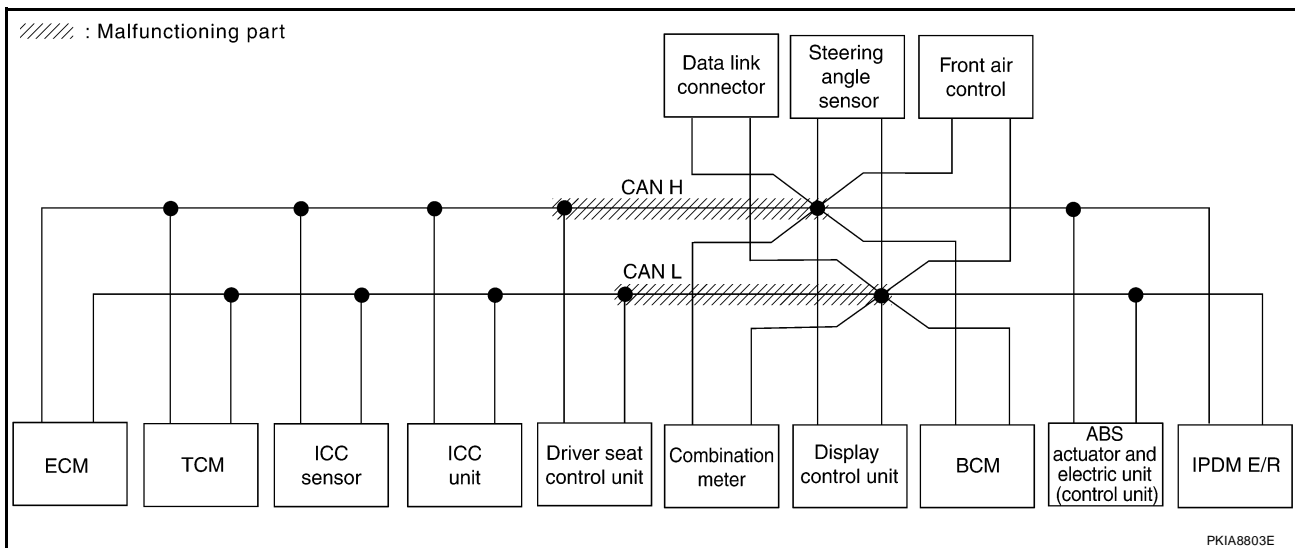 : Malfunctioning part
Data link
connector
Steering
angle
sensor
Front air
control
CAN H
CAN L
ECM
TCM
ICC
sensor
ICC
unit
Driver seat
control unit
Combination
meter
Display
control unit
BCM
ABS
actuator and
electric unit
(control unit)
IPDM E/R
PKIA8803E